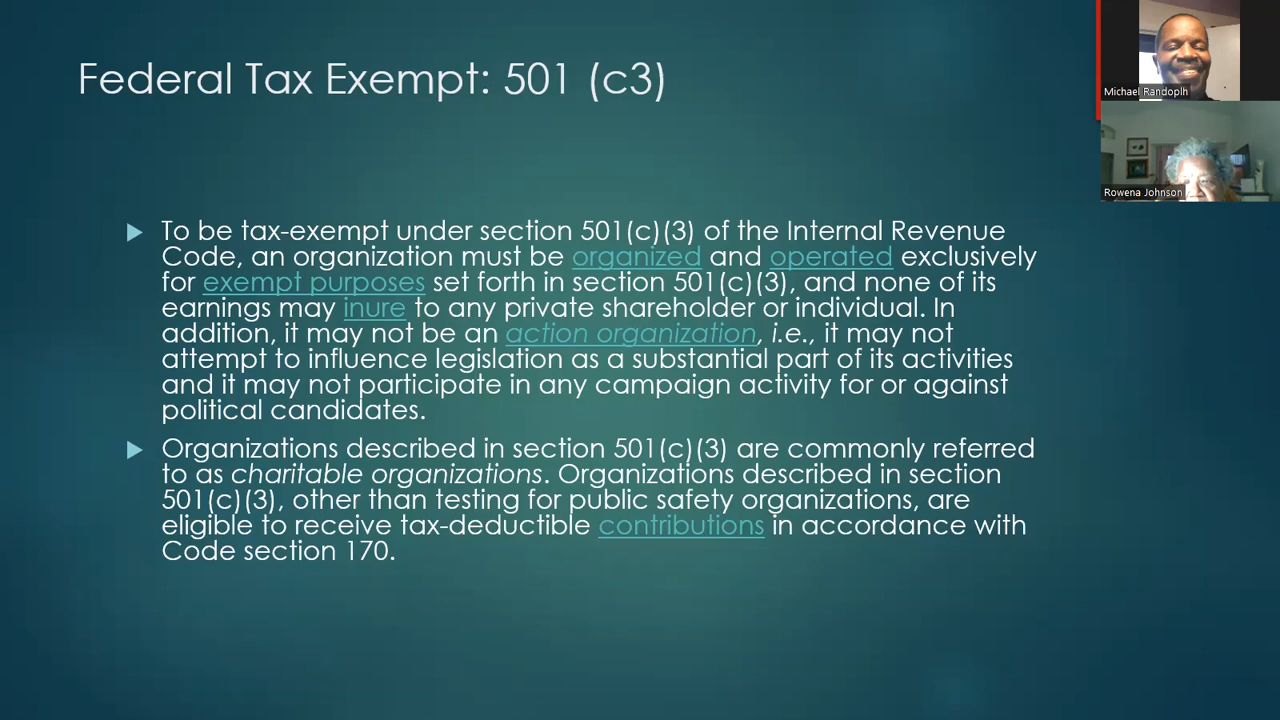 Federal Tax Exempt: 501 (c3)
Michael Randoplh
Rowena Johnson
To be tax-exempt under section 501(c)(3) of the Internal Revenue
Code, an organization must be organized and operated exclusively
for exempt purposes set forth in section 501(c)(3), and none of its
earnings may inure to any private shareholder or individual. In
addition, it may not be an action organization, i.e., it may not
attempt to influence legislation as a substantial part of its activities
and it may not participate in any campaign activity for or against
political candidates.
Organizations described in section 501(c)(3) are commonly referred
to as charitable organizations. Organizations described in section
501(c)(3), other than testing for public safety organizations, are
eligible to receive tax-deductible contributions in accordance with
Code section 170.